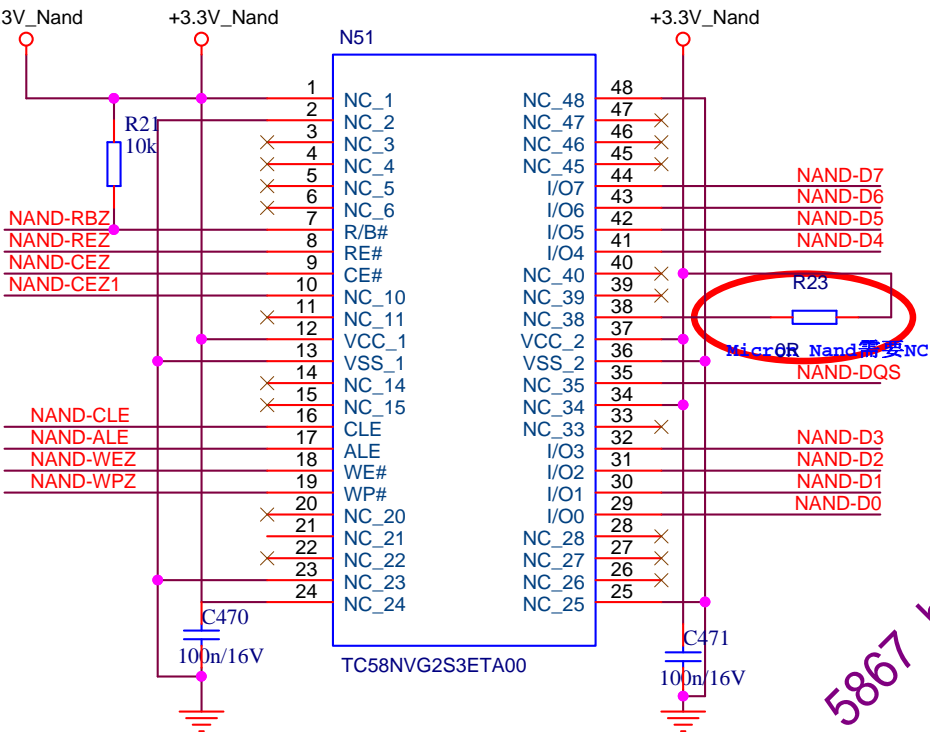 3V_Nand
+3.3V_Nand
+3.3V_Nand
N51
R21
10k
1 NC_1
2 NC_2
3 NC_3
4 NC_4
5 NC_5
6 NC_6
NAND-RBZ 7 R/B#
NAND-REZ 8 RE#
NAND-CEZ 9 CE#
NAND-CEZ1 10 NC_10
11 NC_11
12 VCC_1
13 VSS_1
14 NC_14
15 NC_15
NAND-CLE 16 CLE
NAND-ALE 17 ALE
NAND-WEZ 18 WE#
NAND-WPZ 19 WP#
20 NC_20
21 NC_21
22 NC_22
23 NC_23
24 NC_24
NC_48 48
NC_47 47
NC_46 46
NC_45 45
I/O7 44 NAND-D7
I/O6 43 NAND-D6
I/O5 42 NAND-D5
I/O4 41 NAND-D4
NC_40 40
NC_39 39
NC_38 38
R23
0R
Micron Nand需要NC
VCC_2 37
VSS_2 36
NC_35 35 NAND-DQS
NC_34 34
NC_33 33
I/O3 32 NAND-D3
I/O2 31 NAND-D2
I/O1 30 NAND-D1
I/O0 29 NAND-D0
NC_28 28
NC_27 27
NC_26 26
NC_25 25
C470
100n/16V
C471
100n/16V
TC58NVG2S3ETA00
5867